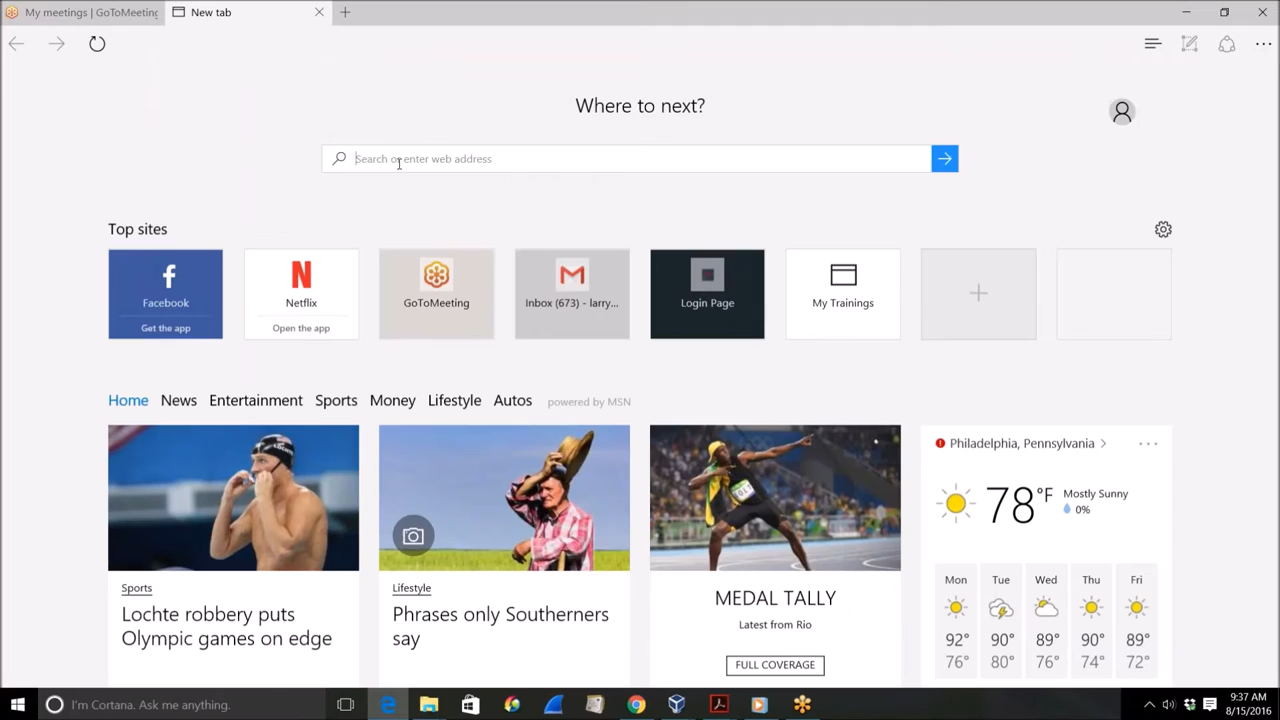 My meetings | GoToMeeting
New tab
Where to next?
Search or enter web address
Top sites
f
Facebook
Get the app
N
Netflix
Open the app
GoToMeeting
Inbox (673) - larry...
Login Page
My Trainings
Home News Entertainment Sports Money Lifestyle Autos powered by MSN
Sports
Lochte robbery puts
Olympic games on edge
Lifestyle
Phrases only Southerners
say
MEDAL TALLY
Latest from Rio
FULL COVERAGE
Philadelphia, Pennsylvania
78°F
Mostly Sunny
0%
Mon Tue Wed Thu Fri
92° 90° 89° 90° 89°
76° 80° 76° 74° 72°
I'm Cortana. Ask me anything.
9:37 AM
8/15/2016